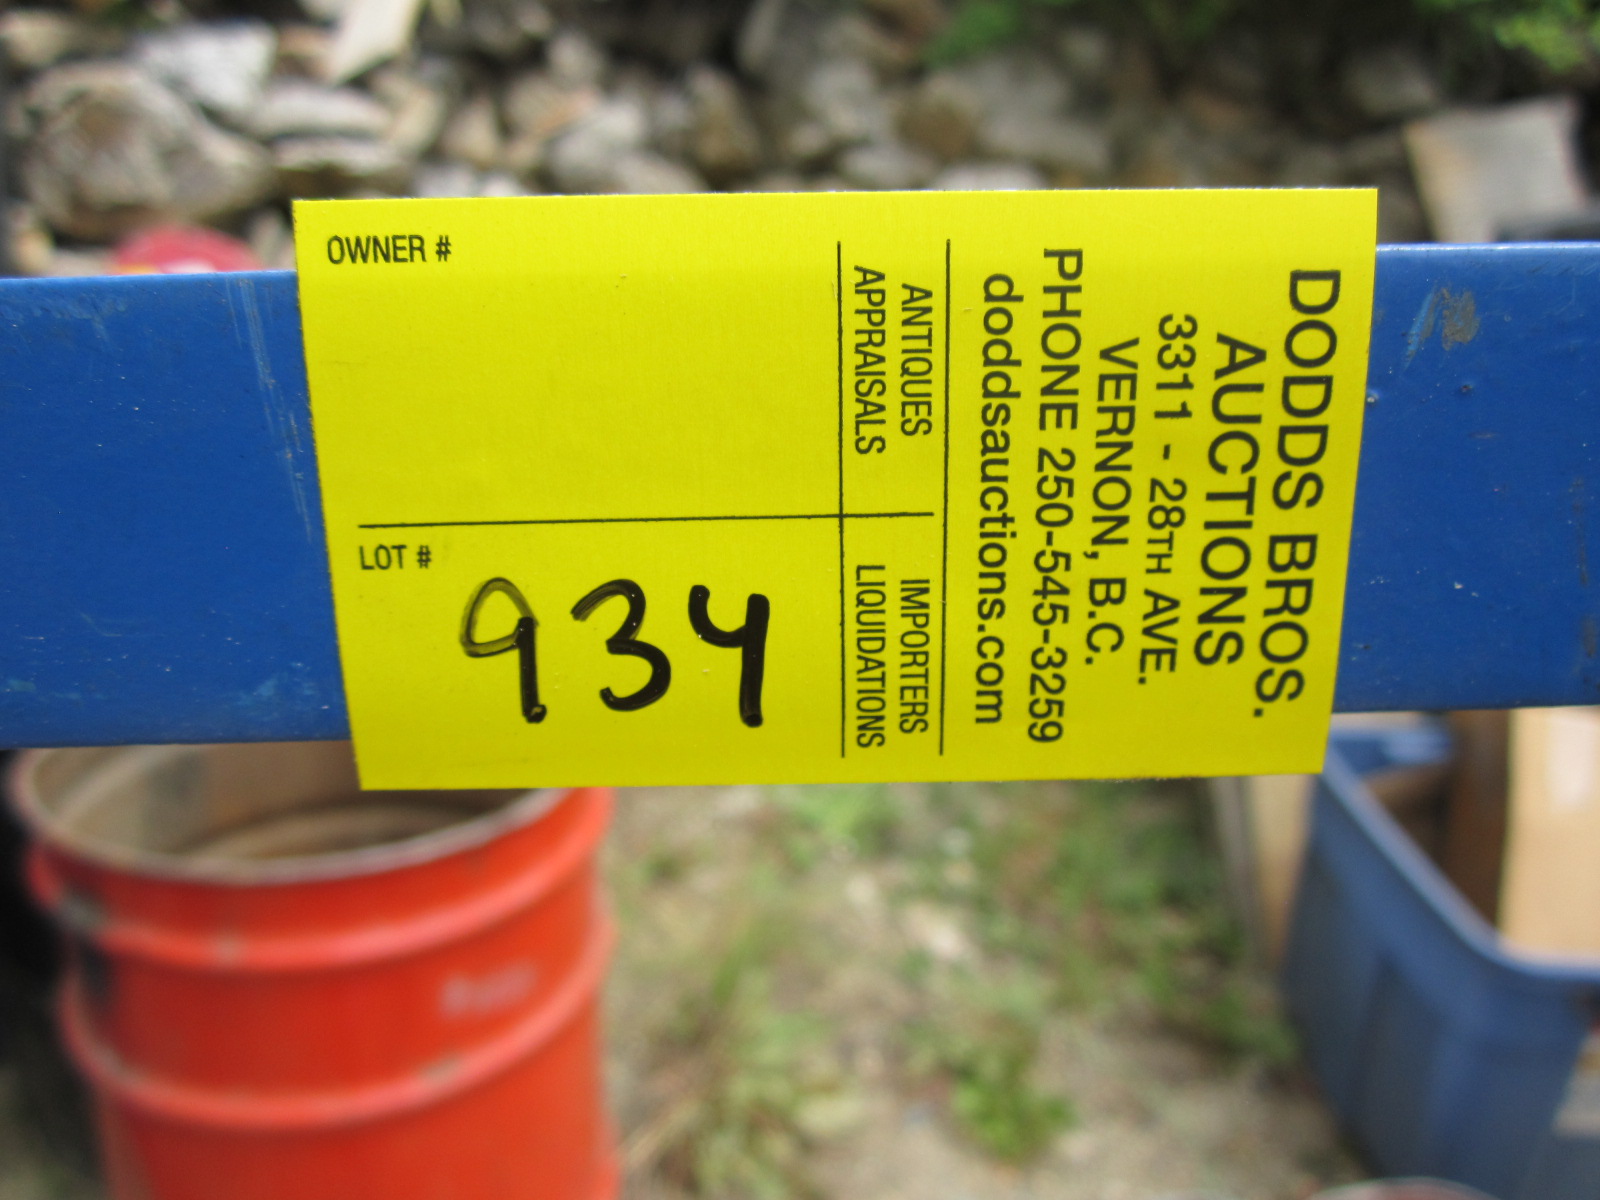 DODDS BROS.
AUCTIONS
3311 - 28TH AVE.
VERNON, B.C.
PHONE 250-545-3259
doddsauctions.com
ANTIQUES
APPRAISALS
IMPORTERS
LIQUIDATIONS
OWNER #
LOT #
934